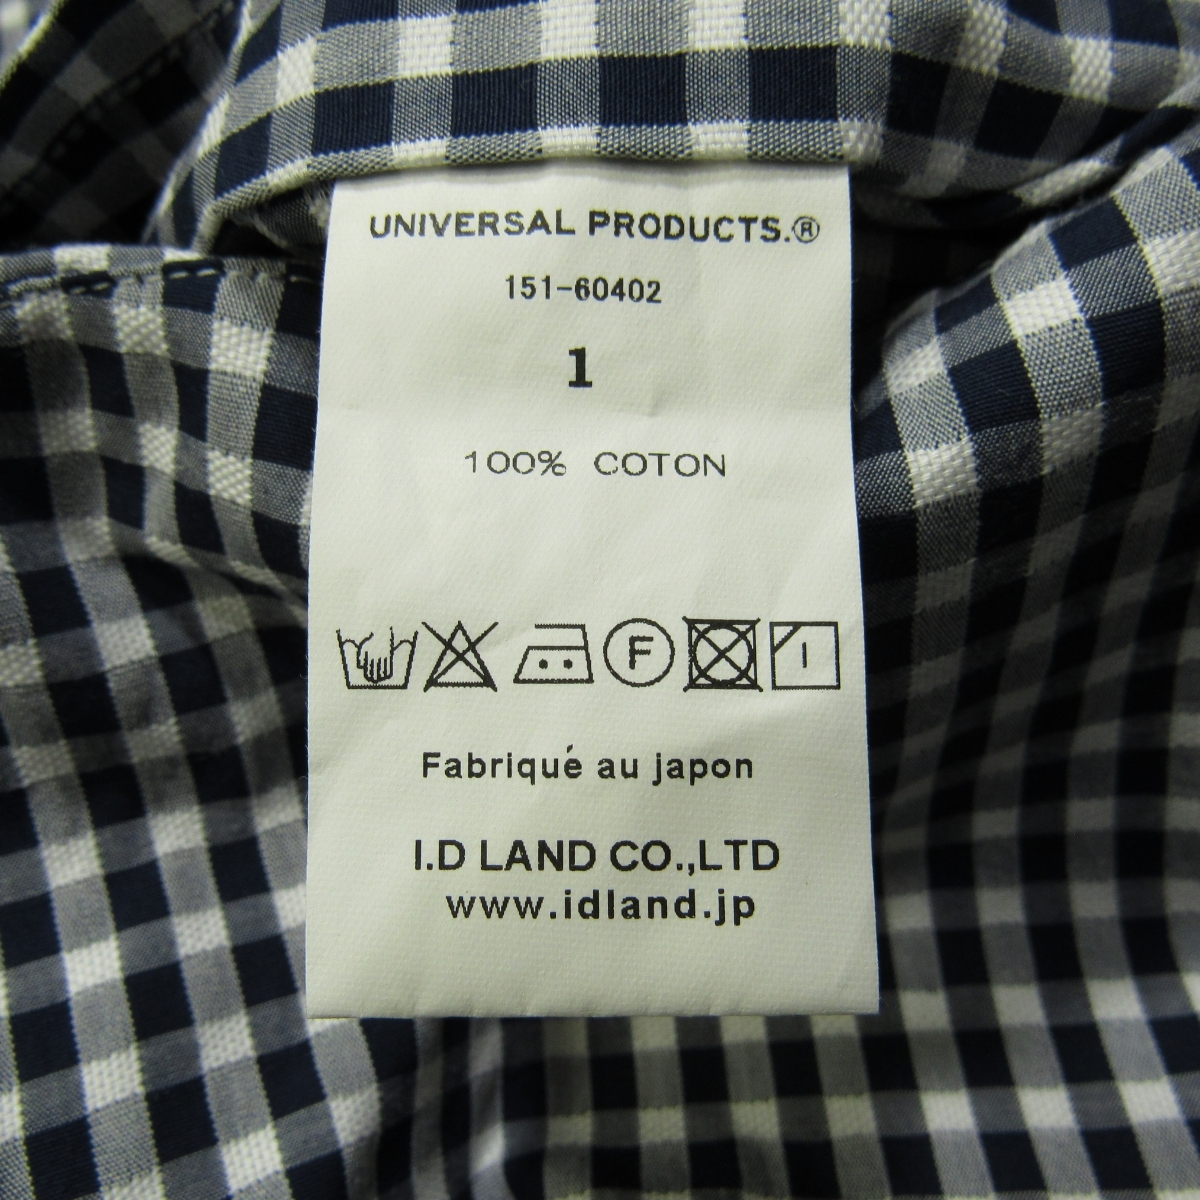 UNIVERSAL PRODUCTS.®
151-60402
1
100% COTON
F
Fabriqué au japon
I.D LAND CO.,LTD
www.idland.jp